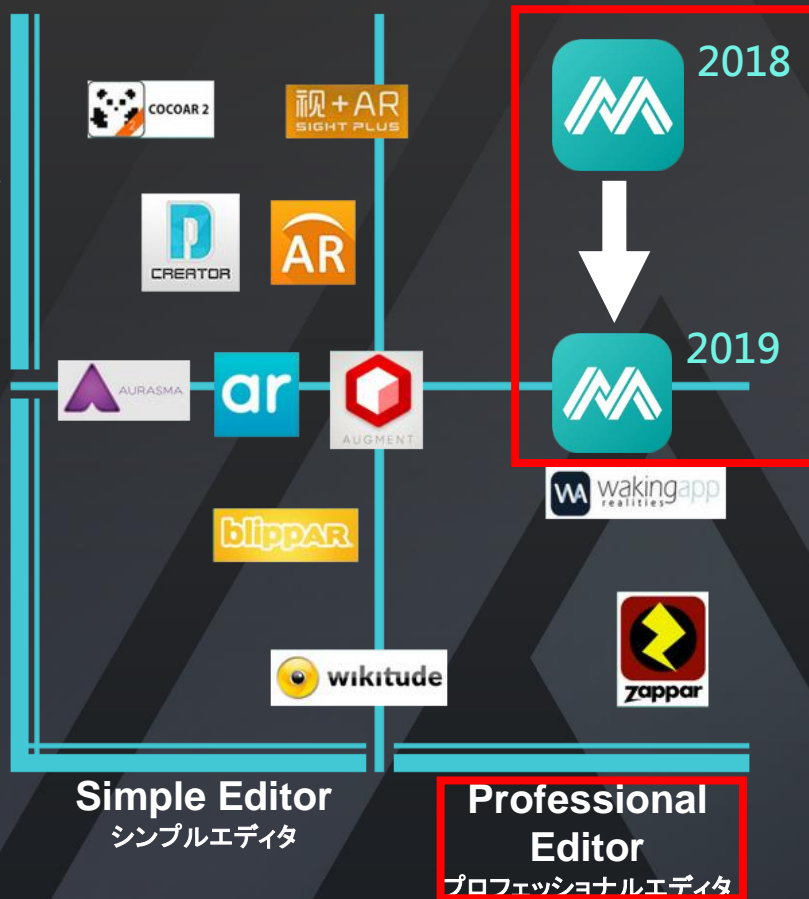 2018
COCOAR 2
视+AR
SIGHT PLUS
CREATOR
AR
2019
AURASMA
ar
AUGMENT
WA wakingapp
realities
blippAR
wikitude
zappar
Simple Editor
シンプルエディタ
Professional
Editor
プロフェッショナルエディタ